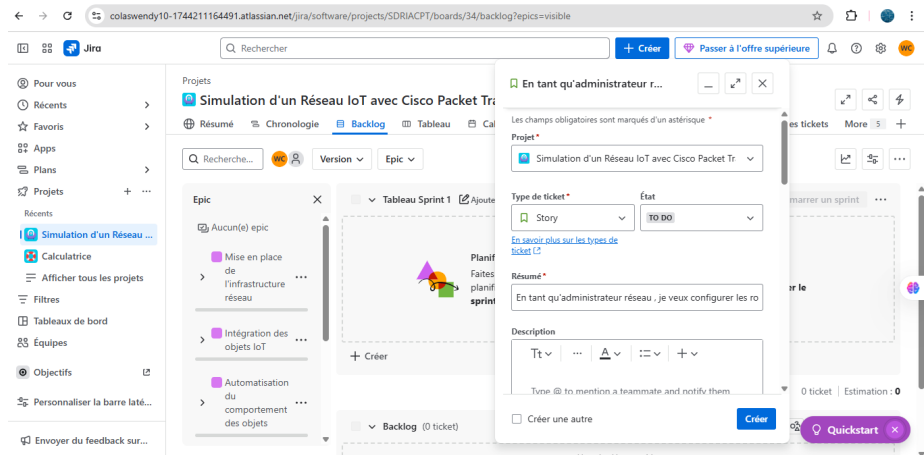 colaswendy10-1744211164491.atlassian.net/jira/software/projects/SDRIACPT/boards/34/backlog?epics=visible
Jira
Rechercher
+ Créer
Passer à l'offre supérieure
WC
Pour vous
Récents
Favoris
Apps
Plans
Projets
Récents
Simulation d'un Réseau ...
Calculatrice
Afficher tous les projets
Filtres
Tableaux de bord
Équipes
Objectifs
Personnaliser la barre laté...
Envoyer du feedback sur...
Projets
Simulation d'un Réseau IoT avec Cisco Packet Tra
Résumé
Chronologie
Backlog
Tableau
Cal
es tickets
More 5
Recherche...
WC
Version
Epic
Epic
Aucun(e) epic
Mise en place
de
l'infrastructure
réseau
Intégration des
objets IoT
Automatisation
du
comportement
des objets
Tableau Sprint 1
Ajoute
marrer un sprint
Planif
Faites
planifi
sprint
er le
+ Créer
0 ticket
Estimation : 0
Backlog (0 ticket)
En tant qu'administrateur r...
Les champs obligatoires sont marqués d'un astérisque *
Projet*
Simulation d'un Réseau IoT avec Cisco Packet Tr
Type de ticket*
État
Story
TO DO
En savoir plus sur les types de
ticket
Résumé*
En tant qu'administrateur réseau , je veux configurer les ro
Description
Tt
A
Type @ to mention a teammate and notify them
Créer une autre
Créer
Quickstart